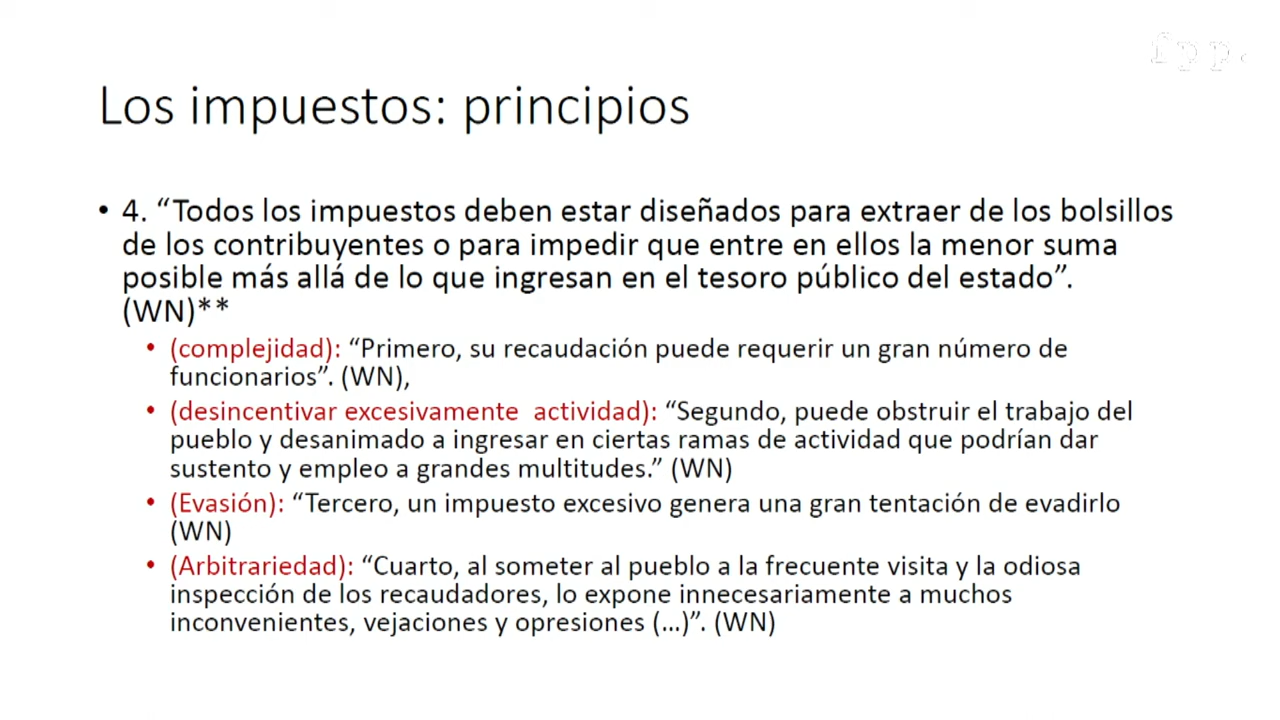 fpp.
Los impuestos: principios
• 4. “Todos los impuestos deben estar diseñados para extraer de los bolsillos
de los contribuyentes o para impedir que entre en ellos la menor suma
posible más allá de lo que ingresan en el tesoro público del estado”.
(WN)**
• (complejidad): “Primero, su recaudación puede requerir un gran número de
funcionarios”. (WN),
• (desincentivar excesivamente actividad): “Segundo, puede obstruir el trabajo del
pueblo y desanimado a ingresar en ciertas ramas de actividad que podrían dar
sustento y empleo a grandes multitudes.” (WN)
• (Evasión): “Tercero, un impuesto excesivo genera una gran tentación de evadirlo
(WN)
• (Arbitrariedad): “Cuarto, al someter al pueblo a la frecuente visita y la odiosa
inspección de los recaudadores, lo expone innecesariamente a muchos
inconvenientes, vejaciones y opresiones (...)”. (WN)